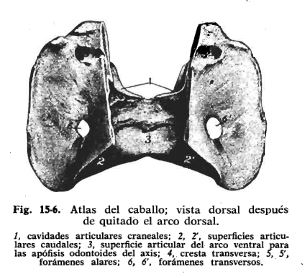 1
3
2 2'
Fig. 15-6. Atlas del caballo; vista dorsal después
de quitado el arco dorsal.
1, cavidades articulares craneales; 2, 2', superficies articu-
lares caudales; 3, superficie articular del arco ventral para
las apófisis odontoides del axis; 4, cresta transversa; 5, 5',
forámenes alares; 6, 6', forámenes transversos.